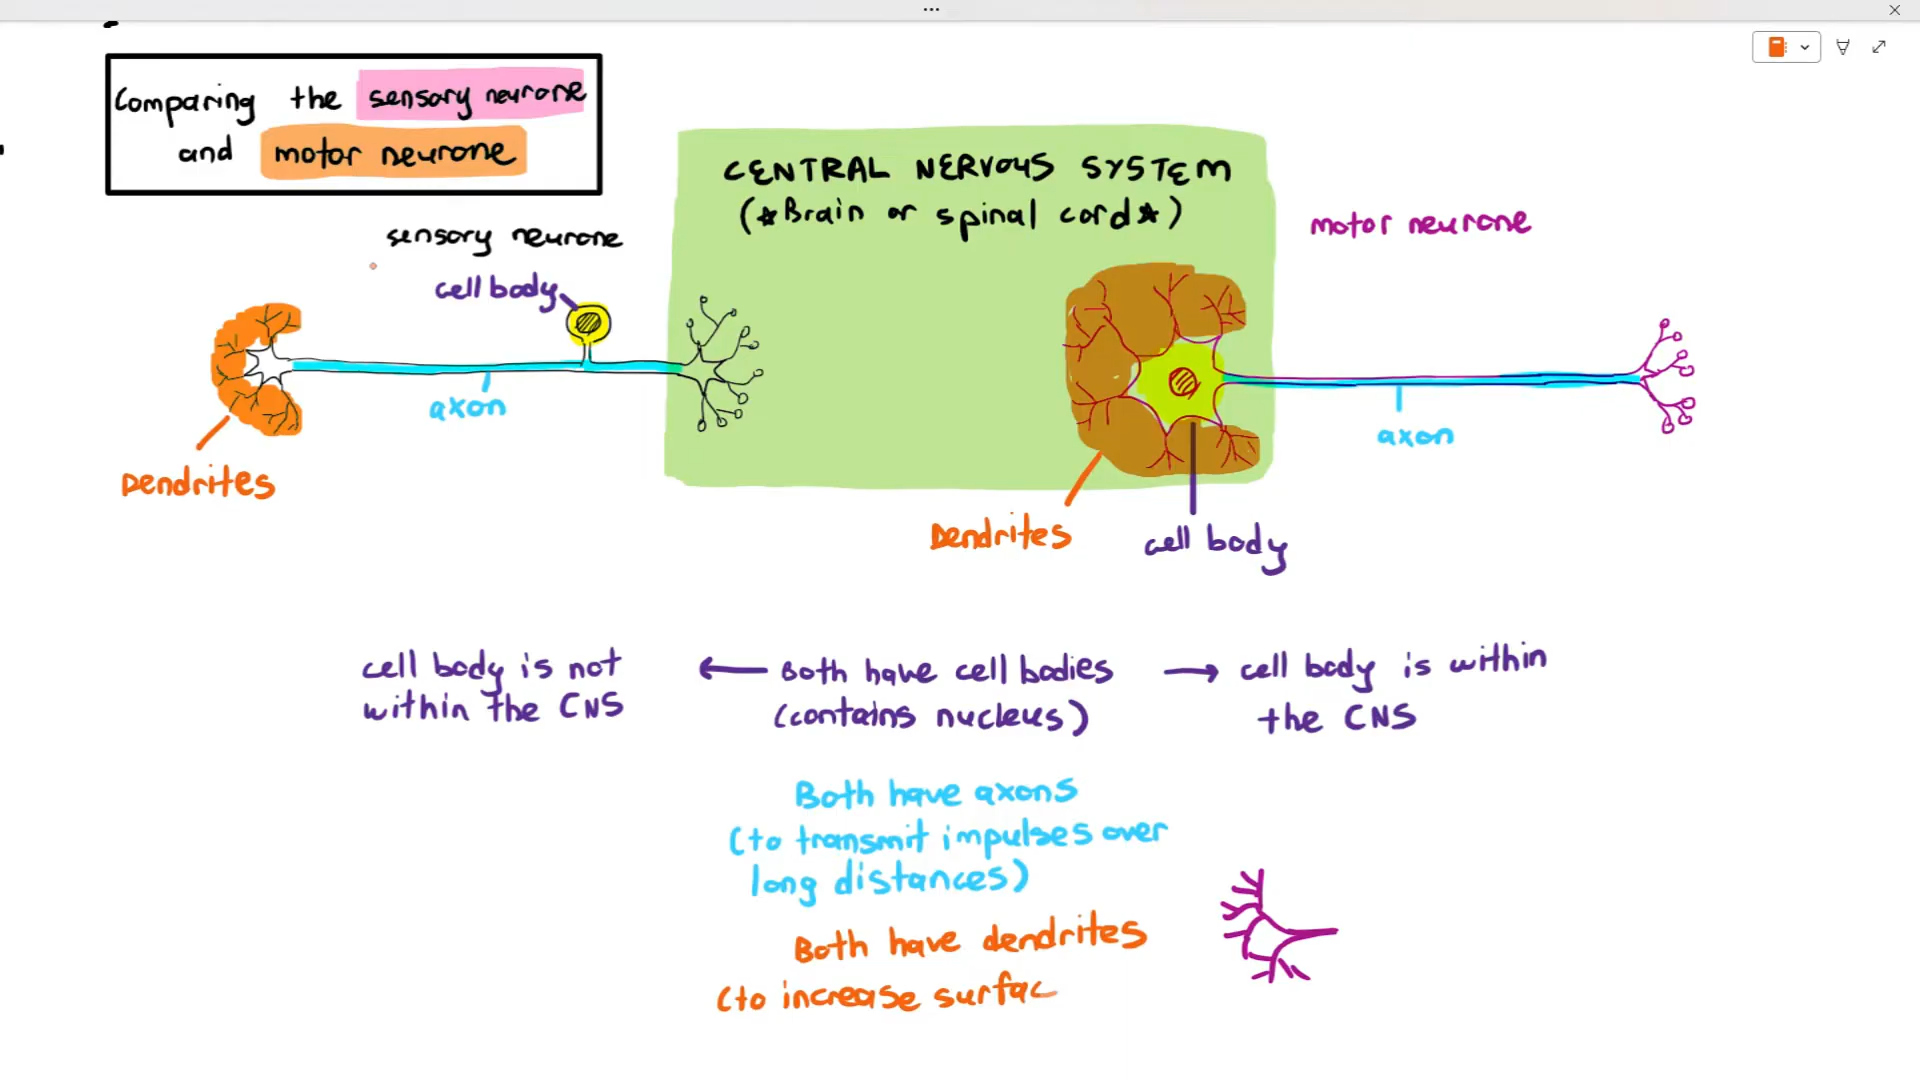 Comparing the sensory neurone
and motor neurone
CENTRAL NERVOUS SYSTEM
(*Brain or spinal cord*)
sensory neurone
motor neurone
cell body
axon
axon
Dendrites
Dendrites
cell body
cell body is not
within the CNS
Both have cell bodies
(contains nucleus)
cell body is within
the CNS
Both have axons
(to transmit impulses over
long distances)
Both have dendrites
(to increase surfac